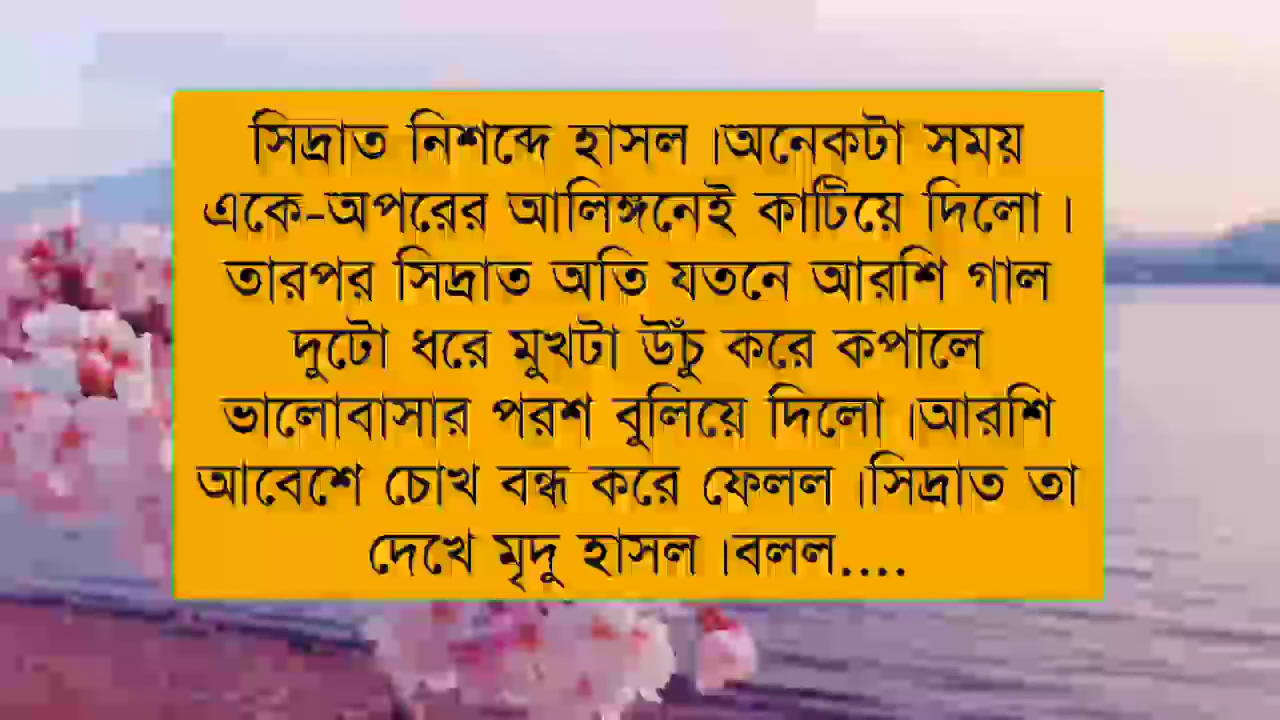 সিদ্রাত নিশব্দে হাসল ।অনেকটা সময়
একে-অপরের আলিঙ্গনেই কাটিয়ে দিলো ।
তারপর সিদ্রাত অতি যতনে আরশি গাল
দুটো ধরে মুখটা উঁচু করে কপালে
ভালোবাসার পরশ বুলিয়ে দিলো ।আরশি
আবেশে চোখ বন্ধ করে ফেলল ।সিদ্রাত তা
দেখে মৃদু হাসল ।বলল....